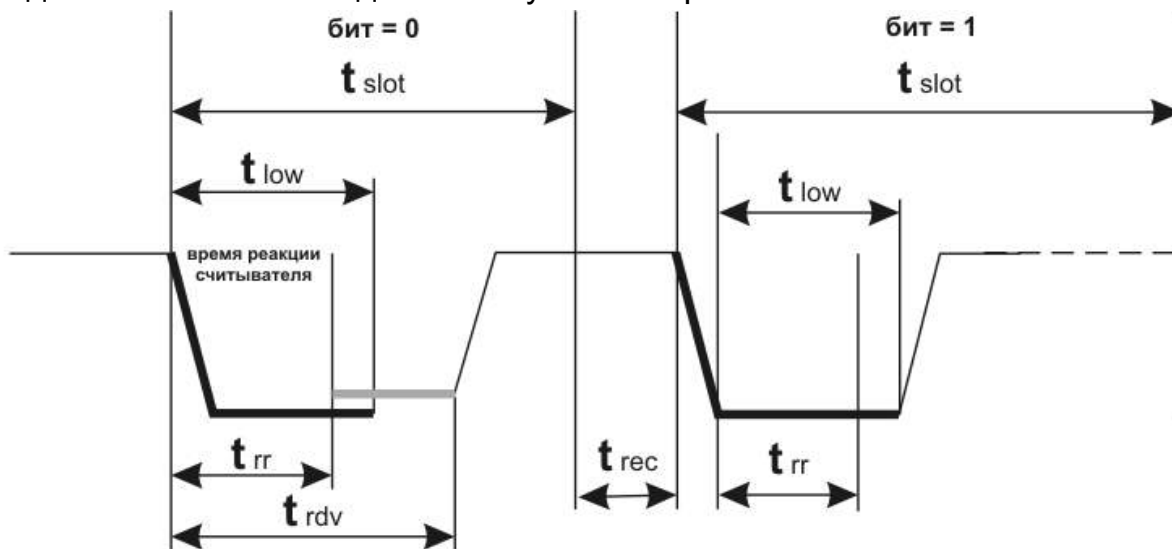 бит = 0
бит = 1
t slot
t slot
t low
t low
время реакции
считывателя
t rr
t rec
t rr
t rdv